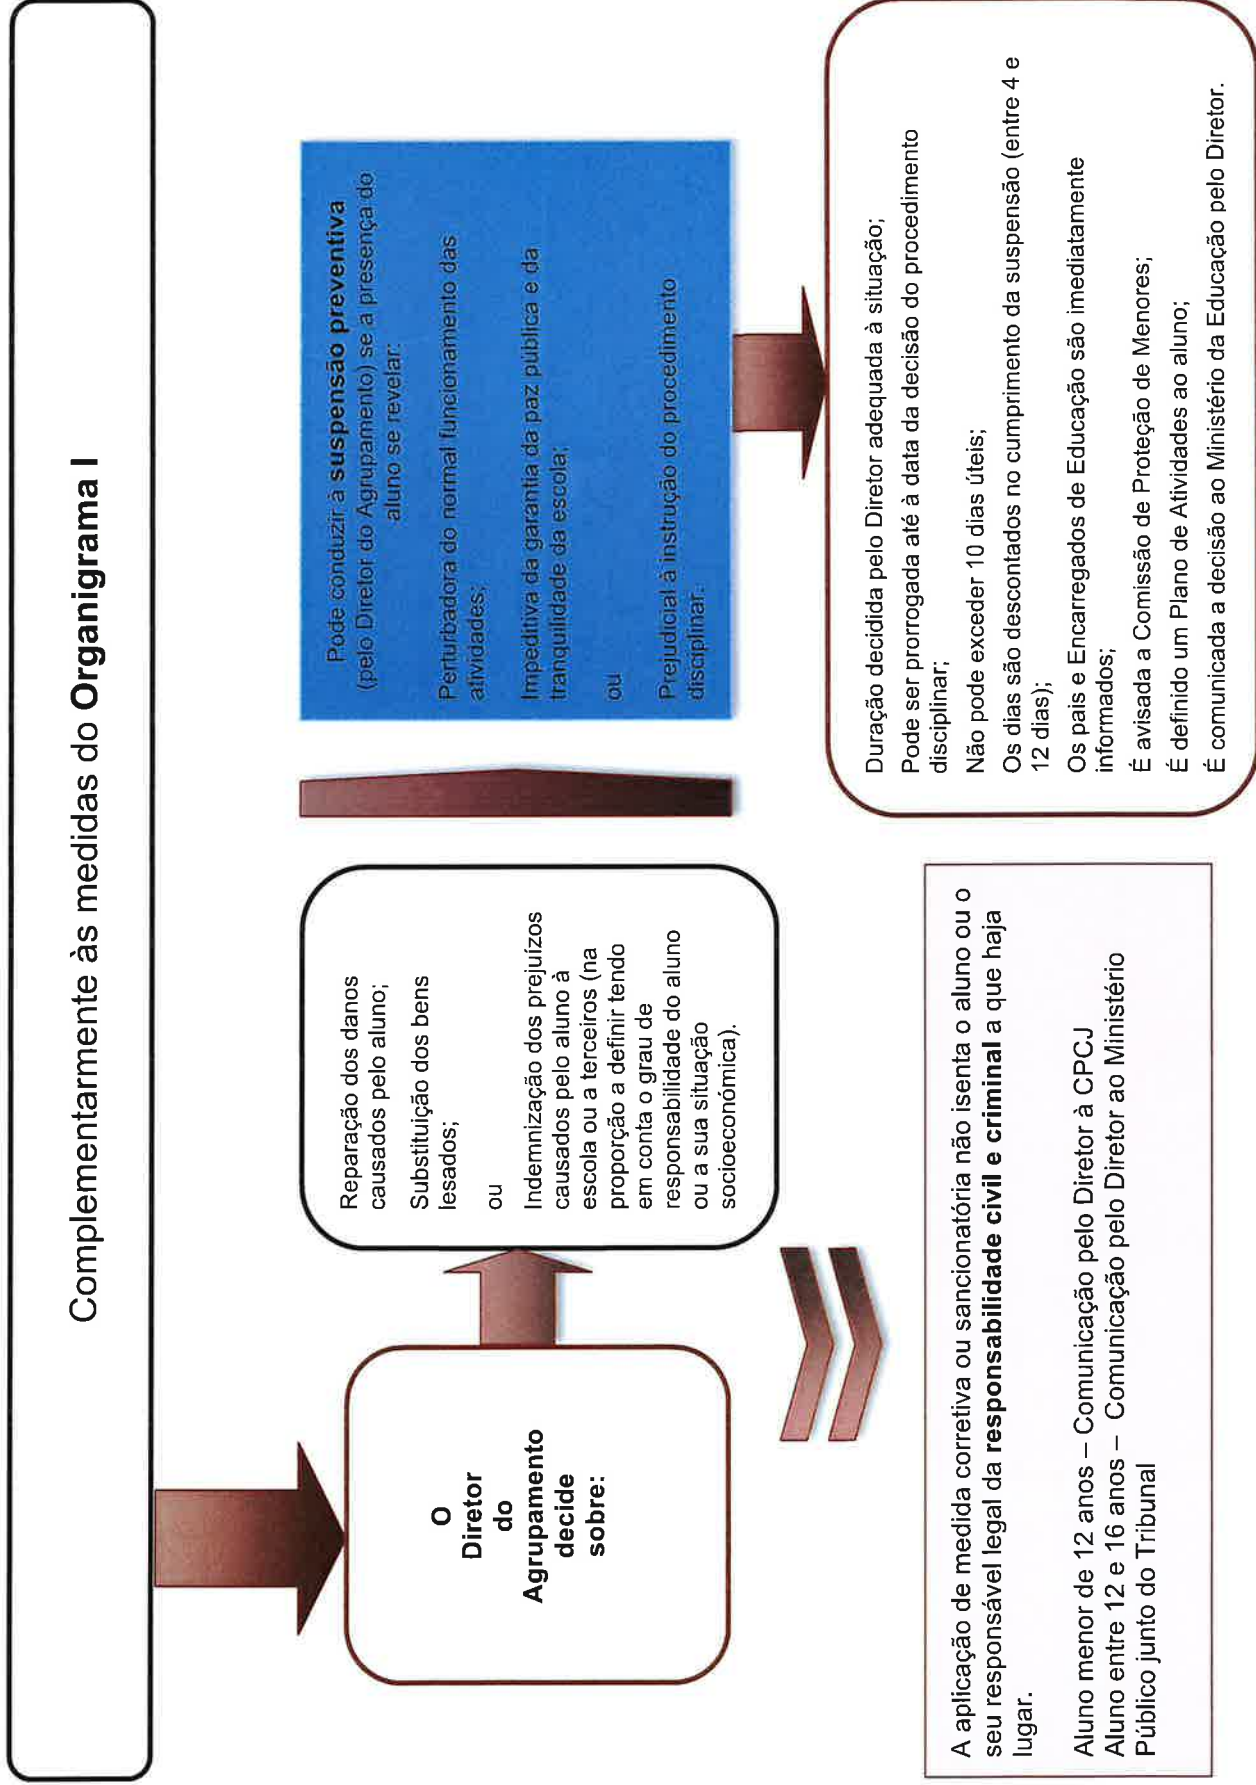 Complementarmente às medidas do Organigrama I
O
Diretor
do
Agrupamento
decide
sobre:
Reparação dos danos
causados pelo aluno;
Substituição dos bens
lesados;
ou
Indemnização dos prejuízos
causados pelo aluno à
escola ou a terceiros (na
proporção a definir tendo
em conta o grau de
responsabilidade do aluno
ou a sua situação
socioeconómica).
Pode conduzir à suspensão preventiva
(pelo Diretor do Agrupamento) se a presença do
aluno se revelar:
Perturbadora do normal funcionamento das
atividades;
Impeditiva da garantia da paz pública e da
tranquilidade da escola;
ou
Prejudicial à instrução do procedimento
disciplinar.
Duração decidida pelo Diretor adequada à situação;
Pode ser prorrogada até à data da decisão do procedimento
disciplinar;
Não pode exceder 10 dias úteis;
Os dias são descontados no cumprimento da suspensão (entre 4 e
12 dias);
Os pais e Encarregados de Educação são imediatamente
informados;
É avisada a Comissão de Proteção de Menores;
É definido um Plano de Atividades ao aluno;
É comunicada a decisão ao Ministério da Educação pelo Diretor.
A aplicação de medida corretiva ou sancionatória não isenta o aluno ou o
seu responsável legal da responsabilidade civil e criminal a que haja
lugar.
Aluno menor de 12 anos – Comunicação pelo Diretor à CPCJ
Aluno entre 12 e 16 anos – Comunicação pelo Diretor ao Ministério
Público junto do Tribunal